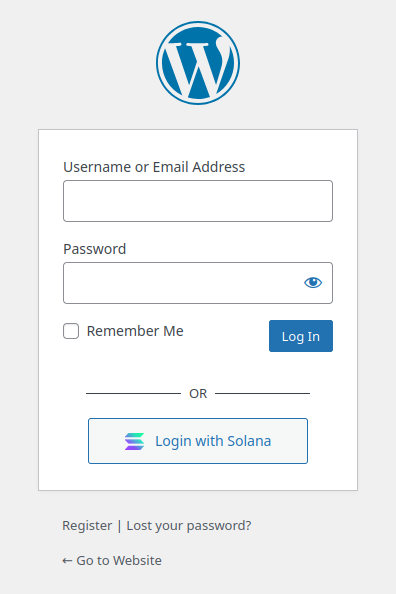 Username or Email Address
Password
Remember Me
Log In
OR
Login with Solana
Register | Lost your password?
← Go to Website